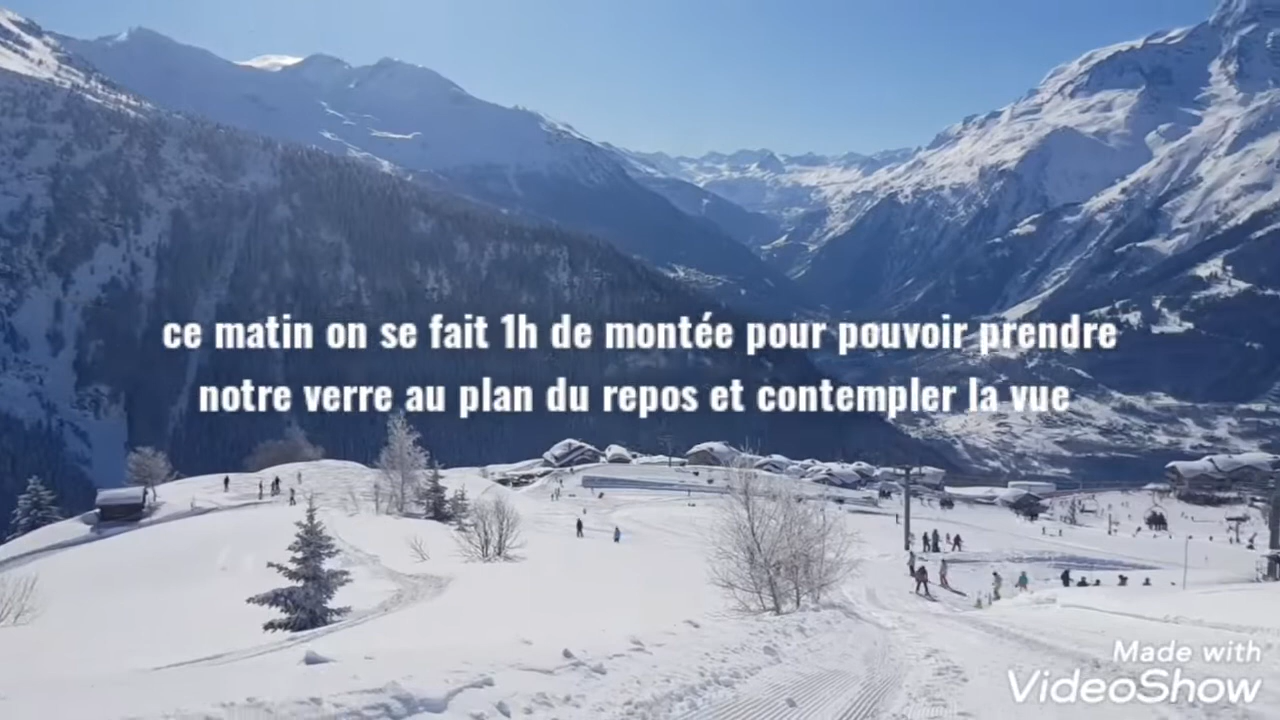 ce matin on se fait 1h de montée pour pouvoir prendre
notre verre au plan du repos et contempler la vue
Made with
VideoShow